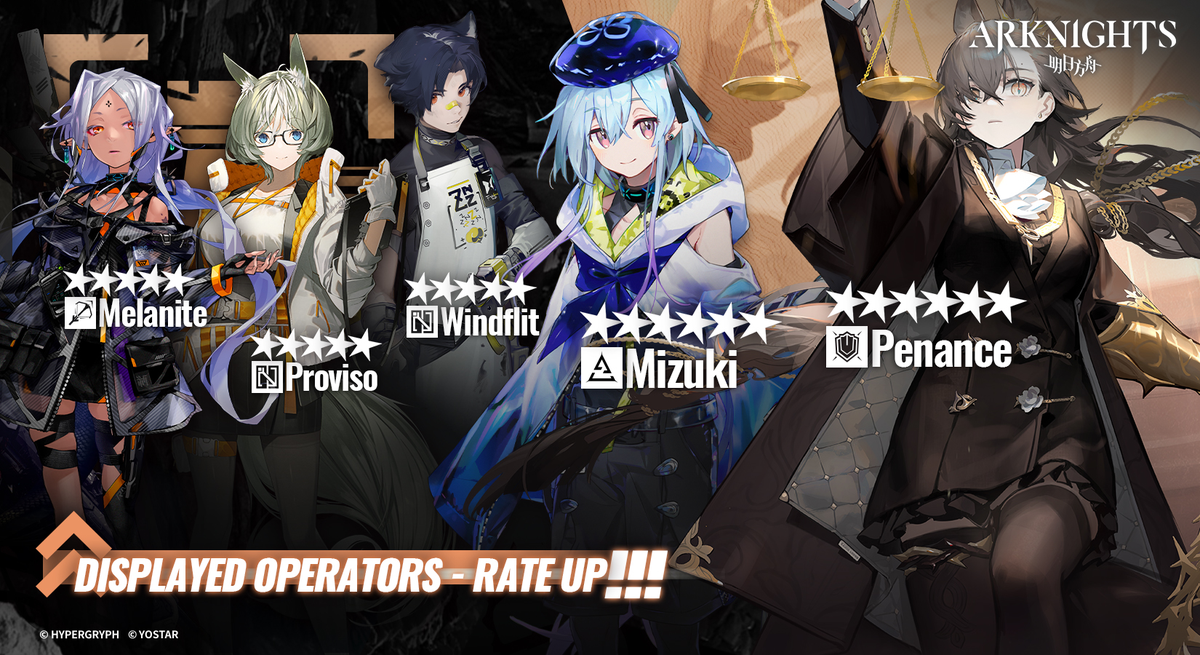 ARKNIGHTS
明日方舟
Melanite
Proviso
Windflit
Mizuki
Penance
DISPLAYED OPERATORS - RATE UP!!!
© HYPERGRYPH © YOSTAR